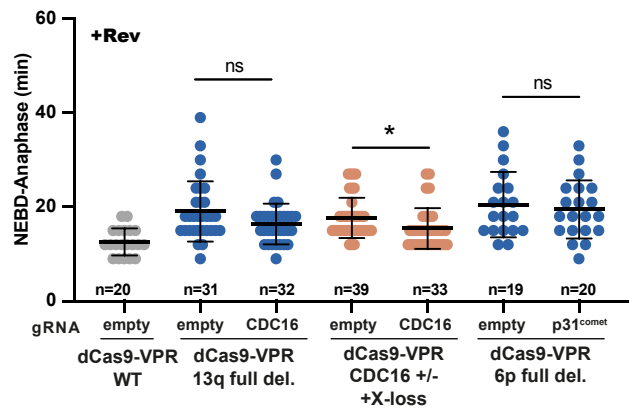 +Rev
NEBD-Anaphase (min)
60
40
20
0
ns
*
ns
n=20 n=31 n=32 n=39 n=33 n=19 n=20
gRNA empty empty CDC16 empty CDC16 empty p31comet
dCas9-VPR WT
dCas9-VPR 13q full del.
dCas9-VPR CDC16 +/- +X-loss
dCas9-VPR 6p full del.